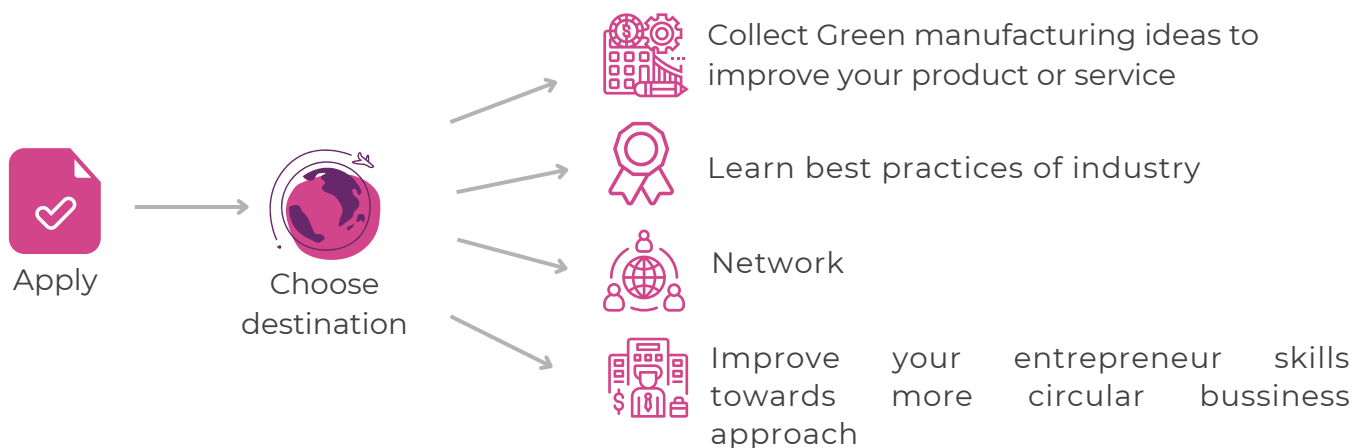 Apply
Choose
destination
Collect Green manufacturing ideas to
improve your product or service
Learn best practices of industry
Network
Improve your entrepreneur skills
towards more circular bussiness
approach